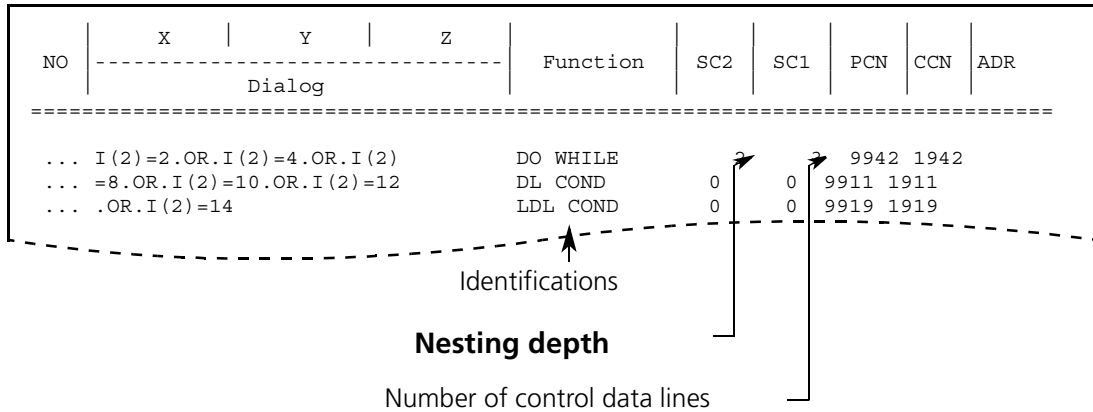 X | Y | Z
NO |--------------------------------| Function | SC2 | SC1 | PCN |CCN |ADR
Dialog
================================================================
... I(2)=2.OR.I(2)=4.OR.I(2) DO WHILE 9942 1942
... =8.OR.I(2)=10.OR.I(2)=12 DL COND 0 0 9911 1911
... .OR.I(2)=14 LDL COND 0 0 9919 1919
Identifications
Nesting depth
Number of control data lines